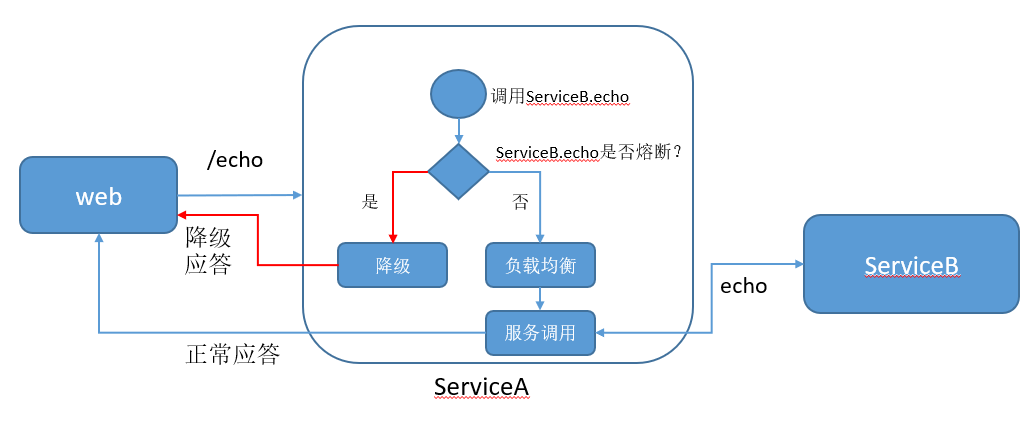 调用ServiceB.echo
ServiceB.echo是否熔断？
/echo
web
是
否
降级
应答
降级
负载均衡
ServiceB
echo
服务调用
正常应答
ServiceA